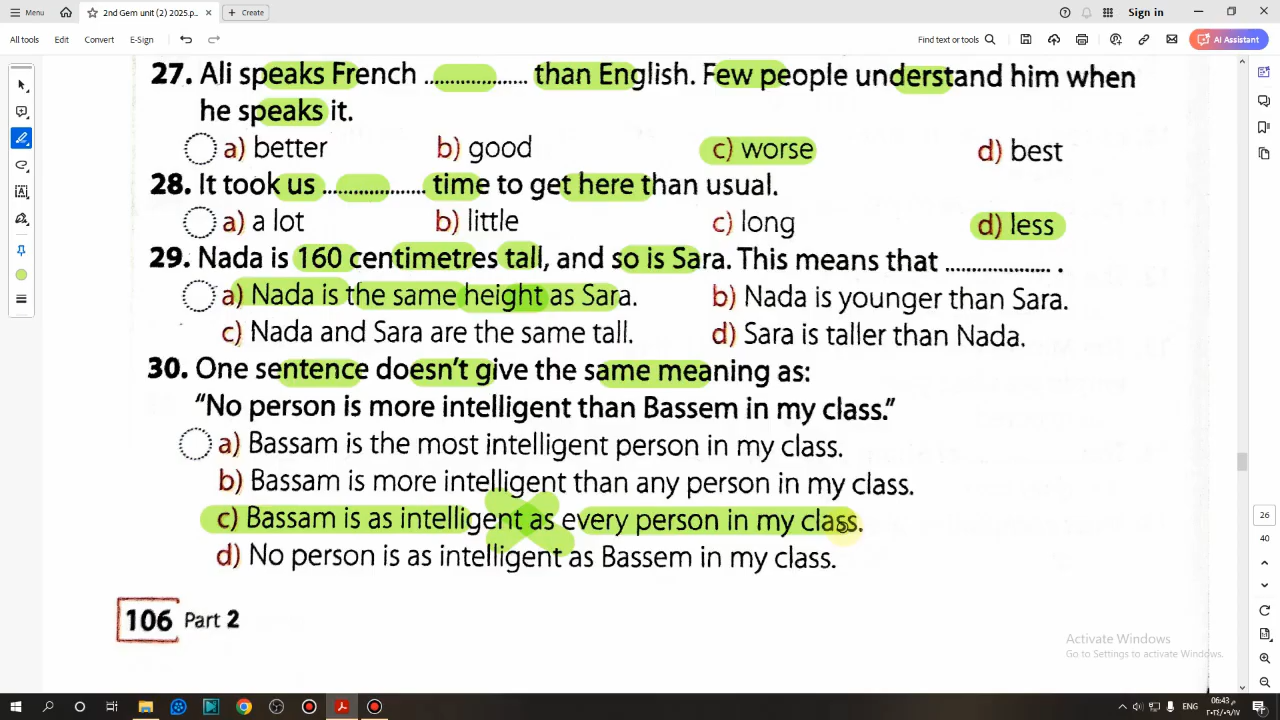 Menu
2nd Gem unit (2) 2025.p...
Create
Sign in
All tools
Edit
Convert
E-Sign
Find text or tools
AI Assistant
27. Ali speaks French .................... than English. Few people understand him when
he speaks it.
a) better b) good c) worse d) best
28. It took us .................... time to get here than usual.
a) a lot b) little c) long d) less
29. Nada is 160 centimetres tall, and so is Sara. This means that .................... .
a) Nada is the same height as Sara. b) Nada is younger than Sara.
c) Nada and Sara are the same tall. d) Sara is taller than Nada.
30. One sentence doesn't give the same meaning as:
"No person is more intelligent than Bassem in my class."
a) Bassam is the most intelligent person in my class.
b) Bassam is more intelligent than any person in my class.
c) Bassam is as intelligent as every person in my class.
d) No person is as intelligent as Bassem in my class.
106 Part 2
26
40
Activate Windows
Go to Settings to activate Windows.
ENG
06:43 م